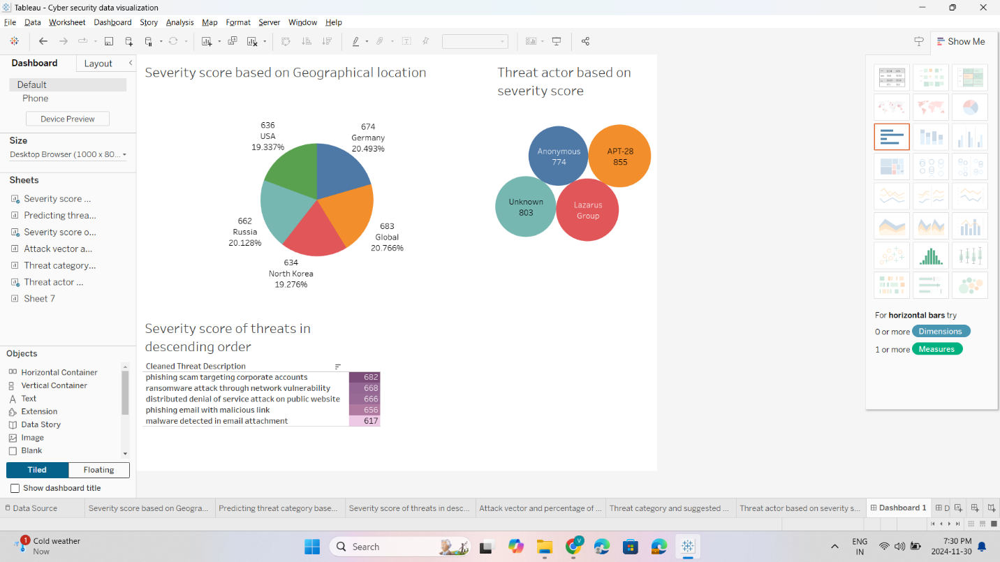 Tableau - Cyber security data visualization
File Data Worksheet Dashboard Story Analysis Map Format Server Window Help
Show Me
Dashboard Layout
Default
Phone
Device Preview
Size
Desktop Browser (1000 x 80...
Sheets
Severity score ...
Predicting threa...
Severity score o...
Attack vector a...
Threat category...
Threat actor ...
Sheet 7
Objects
Horizontal Container
Vertical Container
Text
Extension
Data Story
Image
Blank
Tiled Floating
Show dashboard title
Severity score based on Geographical location
636
USA
19.337%
674
Germany
20.493%
662
Russia
20.128%
683
Global
20.766%
634
North Korea
19.276%
Threat actor based on
severity score
Anonymous
774
APT-28
855
Unknown
803
Lazarus
Group
Severity score of threats in
descending order
Cleaned Threat Description
phishing scam targeting corporate accounts 682
ransomware attack through network vulnerability 668
distributed denial of service attack on public website 666
phishing email with malicious link 656
malware detected in email attachment 617
For horizontal bars try
0 or more Dimensions
1 or more Measures
Data Source Severity score based on Geogra... Predicting threat category base... Severity score of threats in desc... Attack vector and percentage of ... Threat category and suggested ... Threat actor based on severity s... Dashboard 1 D
1
Cold weather
Now
Search
V
ENG
IN
7:30 PM
2024-11-30